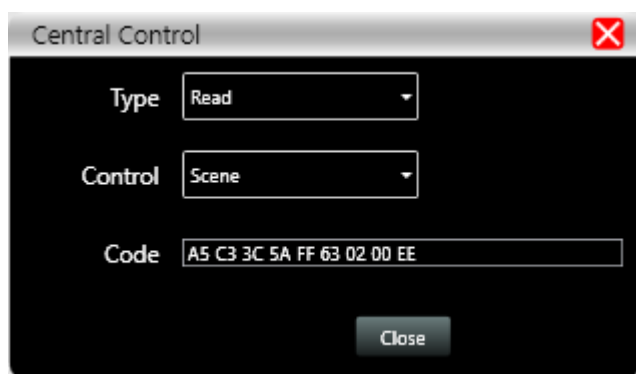 Central Control
Type Read
Control Scene
Code A5 C3 3C 5A FF 63 02 00 EE
Close